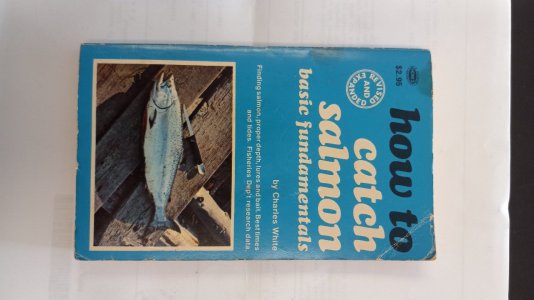 $2.95
how to
catch
salmon
basic fundamentals
REVISED
AND
EXPANDED
by Charles White
Finding salmon, proper depth, lures and bait. Best times
and tides. Fisheries Dep't research data.